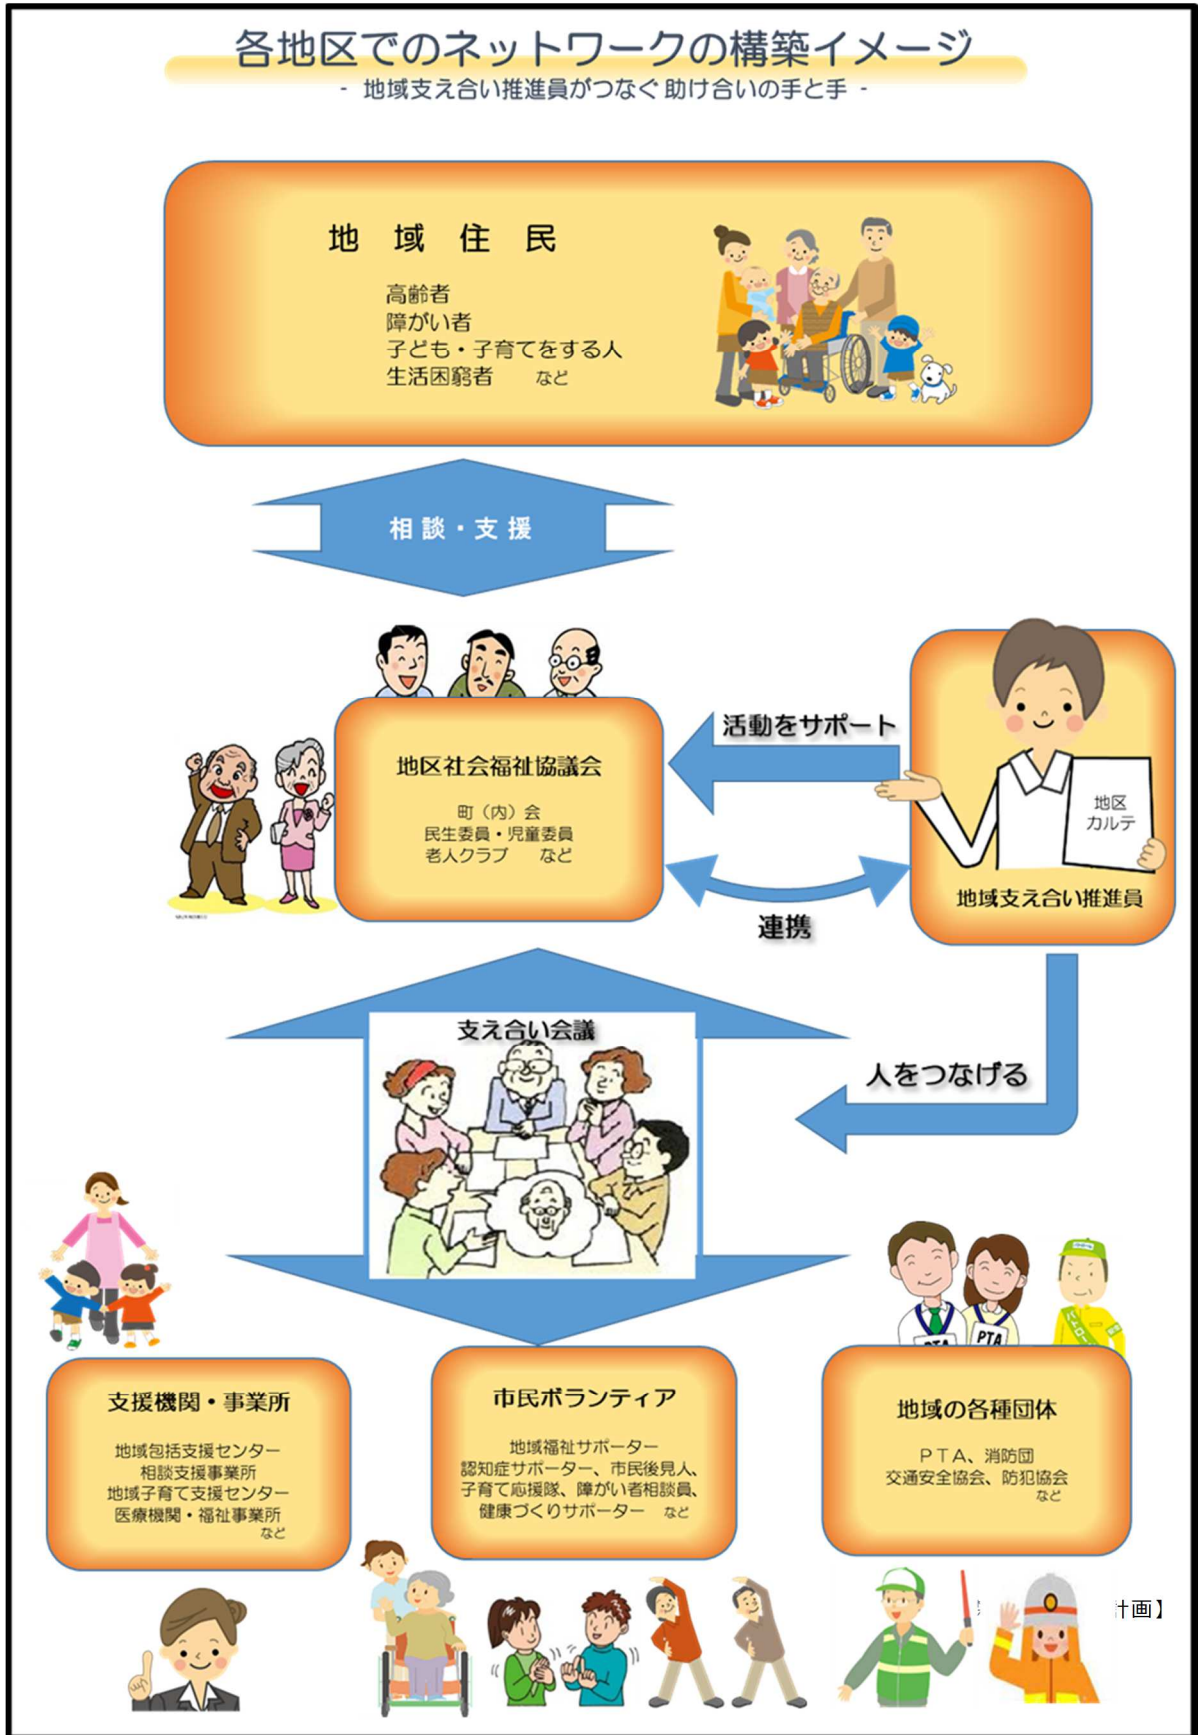 各地区でのネットワークの構築イメージ
- 地域支え合い推進員がつなぐ 助け合いの手と手 -
地 域 住 民
高齢者
障がい者
子ども・子育てをする人
生活困窮者 など
相談・支援
地区社会福祉協議会
町（内）会
民生委員・児童委員
老人クラブ など
活動をサポート
連携
地区
カルテ
地域支え合い推進員
支え合い会議
人をつなげる
支援機関・事業所
地域包括支援センター
相談支援事業所
地域子育て支援センター
医療機関・福祉事業所
など
市民ボランティア
地域福祉サポーター
認知症サポーター、市民後見人、
子育て応援隊、障がい者相談員、
健康づくりサポーター など
PTA
PTA
地域の各種団体
ＰＴＡ、消防団
交通安全協会、防犯協会
など
計画】